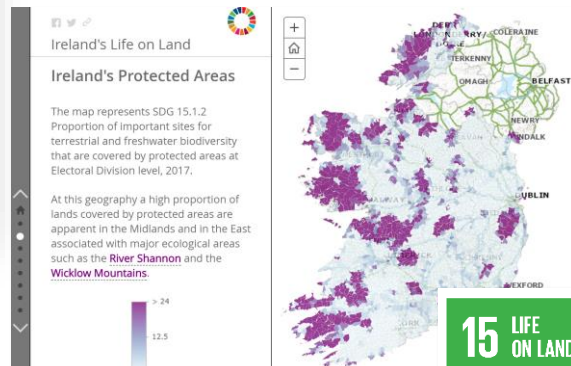 Ireland's Life on Land
Ireland's Protected Areas
The map represents SDG 15.1.2
Proportion of important sites for
terrestrial and freshwater biodiversity
that are covered by protected areas at
Electoral Division level, 2017.
At this geography a high proportion of
lands covered by protected areas are
apparent in the Midlands and in the East
associated with major ecological areas
such as the River Shannon and the
Wicklow Mountains.
> 24
12.5
+
−
COLERAINE
TERKENNY
OMAGH
BELFAST
NEWRY
NDALK
UBLIN
WEXFORD
15 LIFE
ON LAND